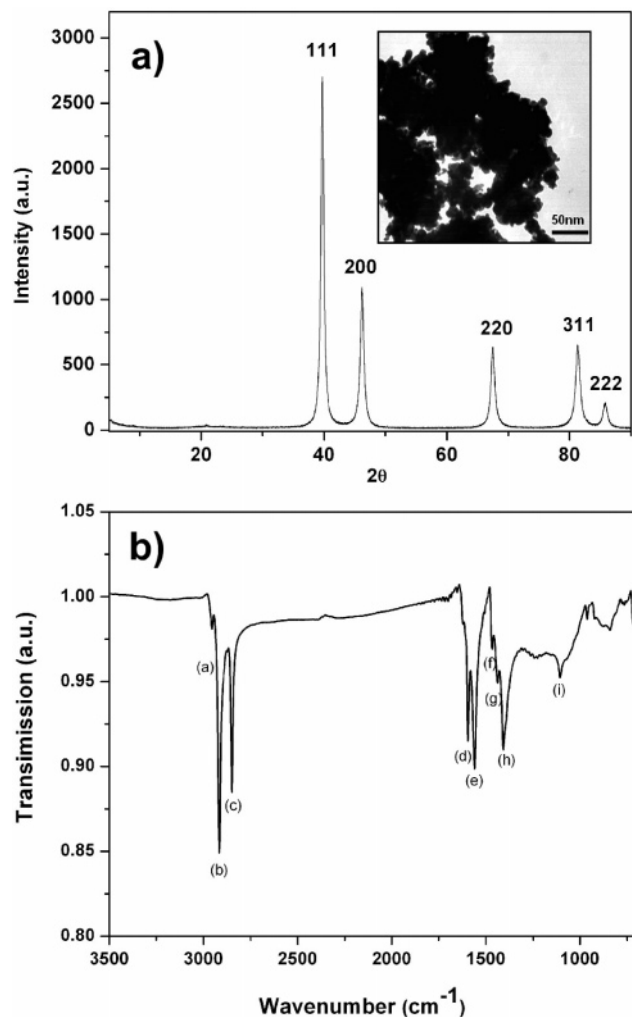 a)
3000
2500
2000
1500
1000
500
0
Intensity (a.u.)
111
200
220
311
222
50nm
20
40
60
80
2θ
b)
1.05
1.00
0.95
0.90
0.85
0.80
Transimission (a.u.)
(a)
(b)
(c)
(d)
(e)
(f)
(g)
(h)
(i)
3500
3000
2500
2000
1500
1000
Wavenumber (cm⁻¹)